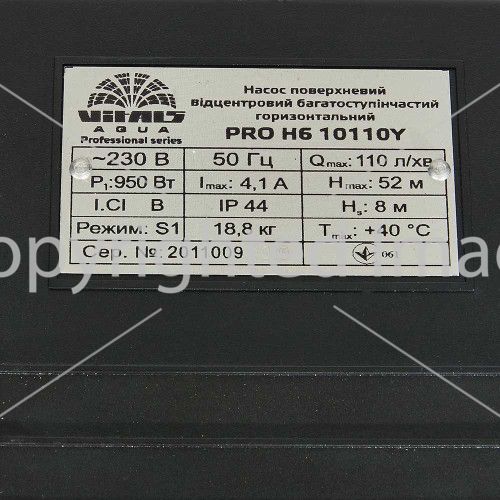 VITALS
AQUA
Professional series
Насос поверхневий
Відцентровий багатоступінчастий
горизонтальний
PRO H6 10110Y
~230 В 50 Гц Qmax: 110 л/хв
P1:950 Вт Imax: 4,1 А Hmax: 52 м
I.Cl B IP 44 Hs: 8 м
Режим: S1 18,8 кг Tmax: +40 °C
Сер. №: 2011009 061